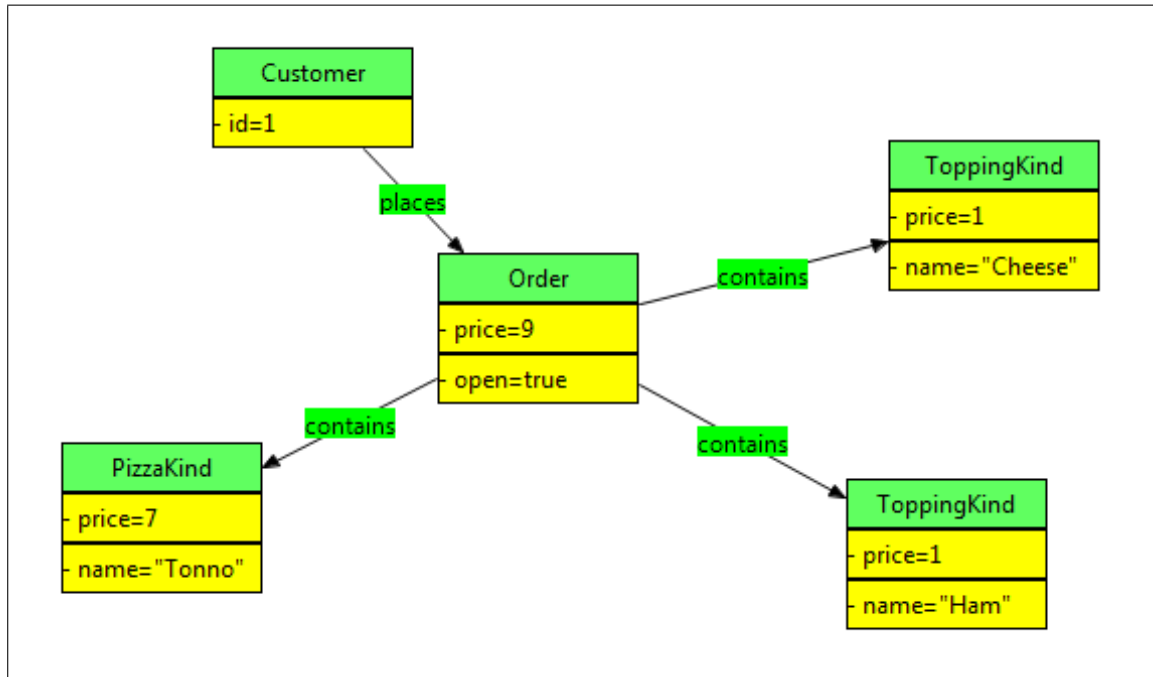 Customer
- id=1
places
ToppingKind
- price=1
- name="Cheese"
contains
Order
- price=9
- open=true
contains
PizzaKind
- price=7
- name="Tonno"
contains
ToppingKind
- price=1
- name="Ham"